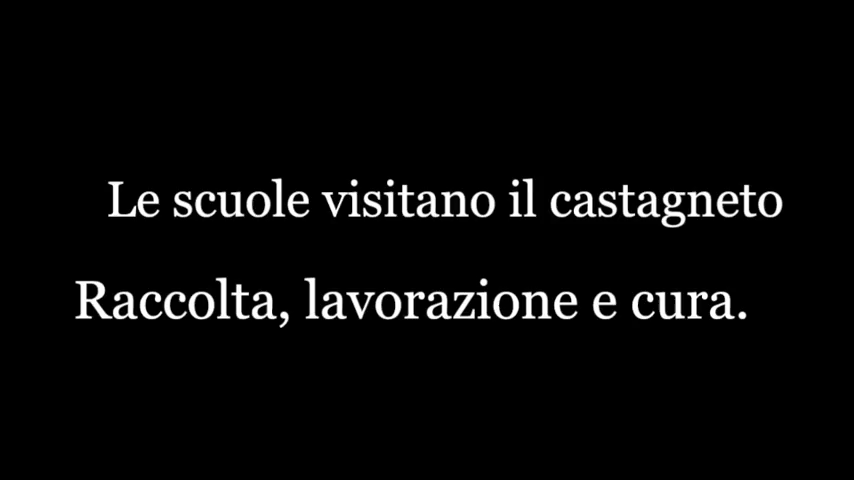 Le scuole visitano il castagneto
Raccolta, lavorazione e cura.